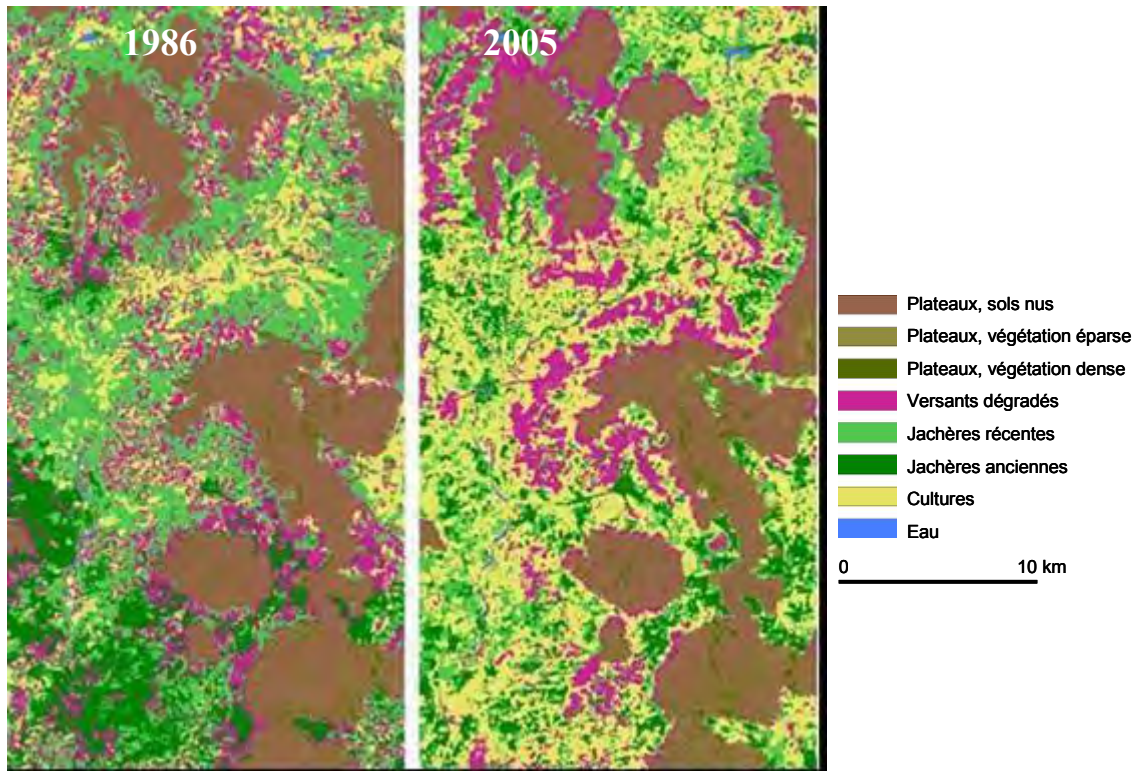 1986
2005
Plateaux, sols nus
Plateaux, végétation éparse
Plateaux, végétation dense
Versants dégradés
Jachères récentes
Jachères anciennes
Cultures
Eau
0 10 km